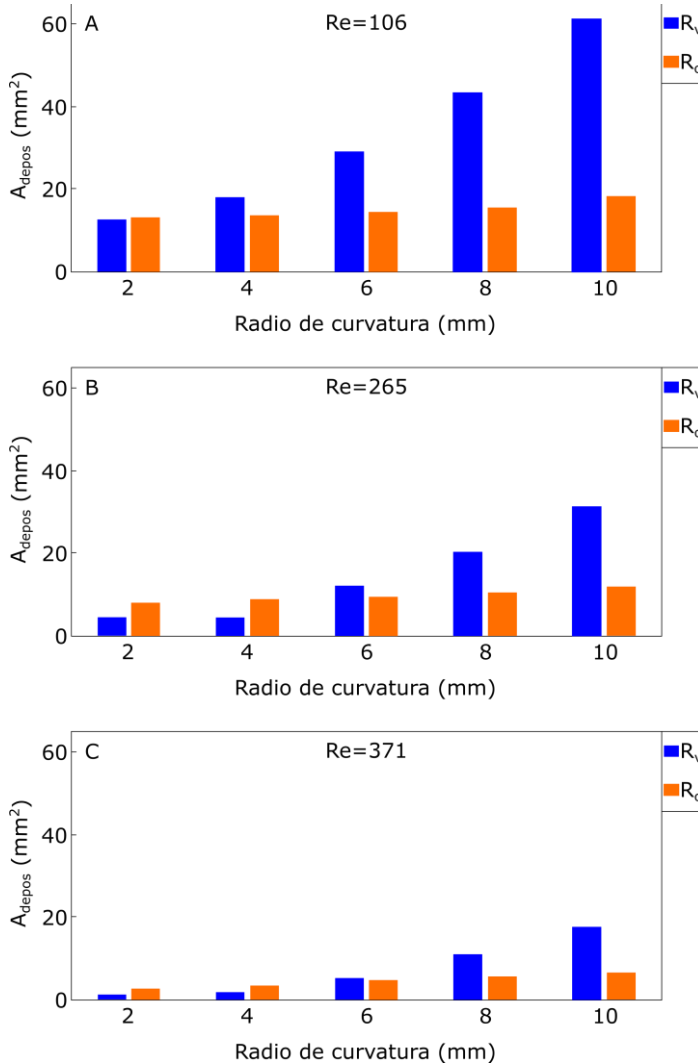 A
Re=106
R
R
A_depos (mm²)
60
40
20
0
2 4 6 8 10
Radio de curvatura (mm)
B
Re=265
R
R
A_depos (mm²)
60
40
20
0
2 4 6 8 10
Radio de curvatura (mm)
C
Re=371
R
R
A_depos (mm²)
60
40
20
0
2 4 6 8 10
Radio de curvatura (mm)